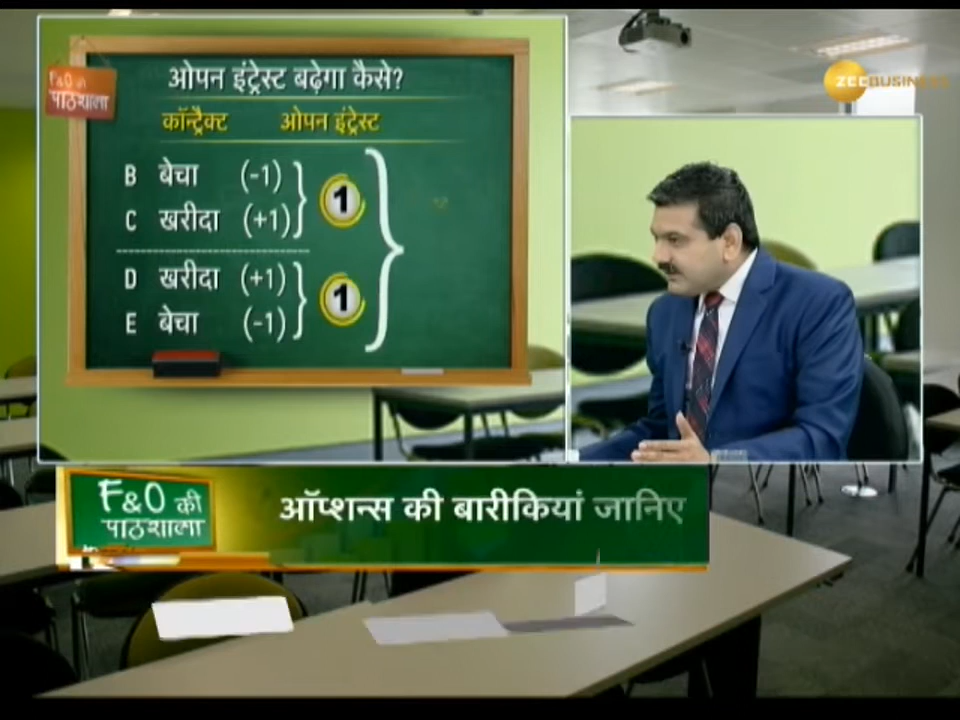 F&O की
पाठशाला
ZEE BUSINESS
ओपन इंट्रेस्ट बढ़ेगा कैसे?
कॉन्ट्रैक्ट ओपन इंट्रेस्ट
B बेचा (-1)
1
C खरीदा (+1)
D खरीदा (+1)
1
E बेचा (-1)
F&O की
पाठशाला
ऑप्शन्स की बारीकियां जानिए